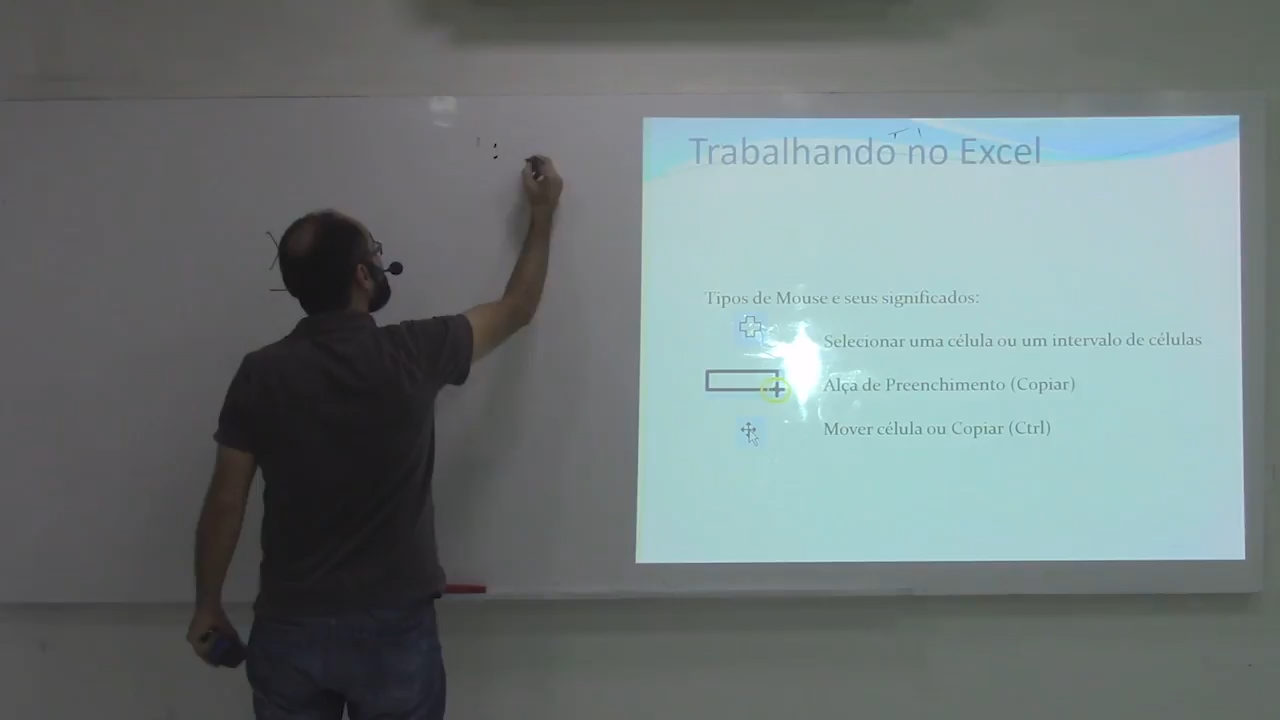 Trabalhando no Excel
Tipos de Mouse e seus significados:
Selecionar uma célula ou um intervalo de células
Alça de Preenchimento (Copiar)
Mover célula ou Copiar (Ctrl)